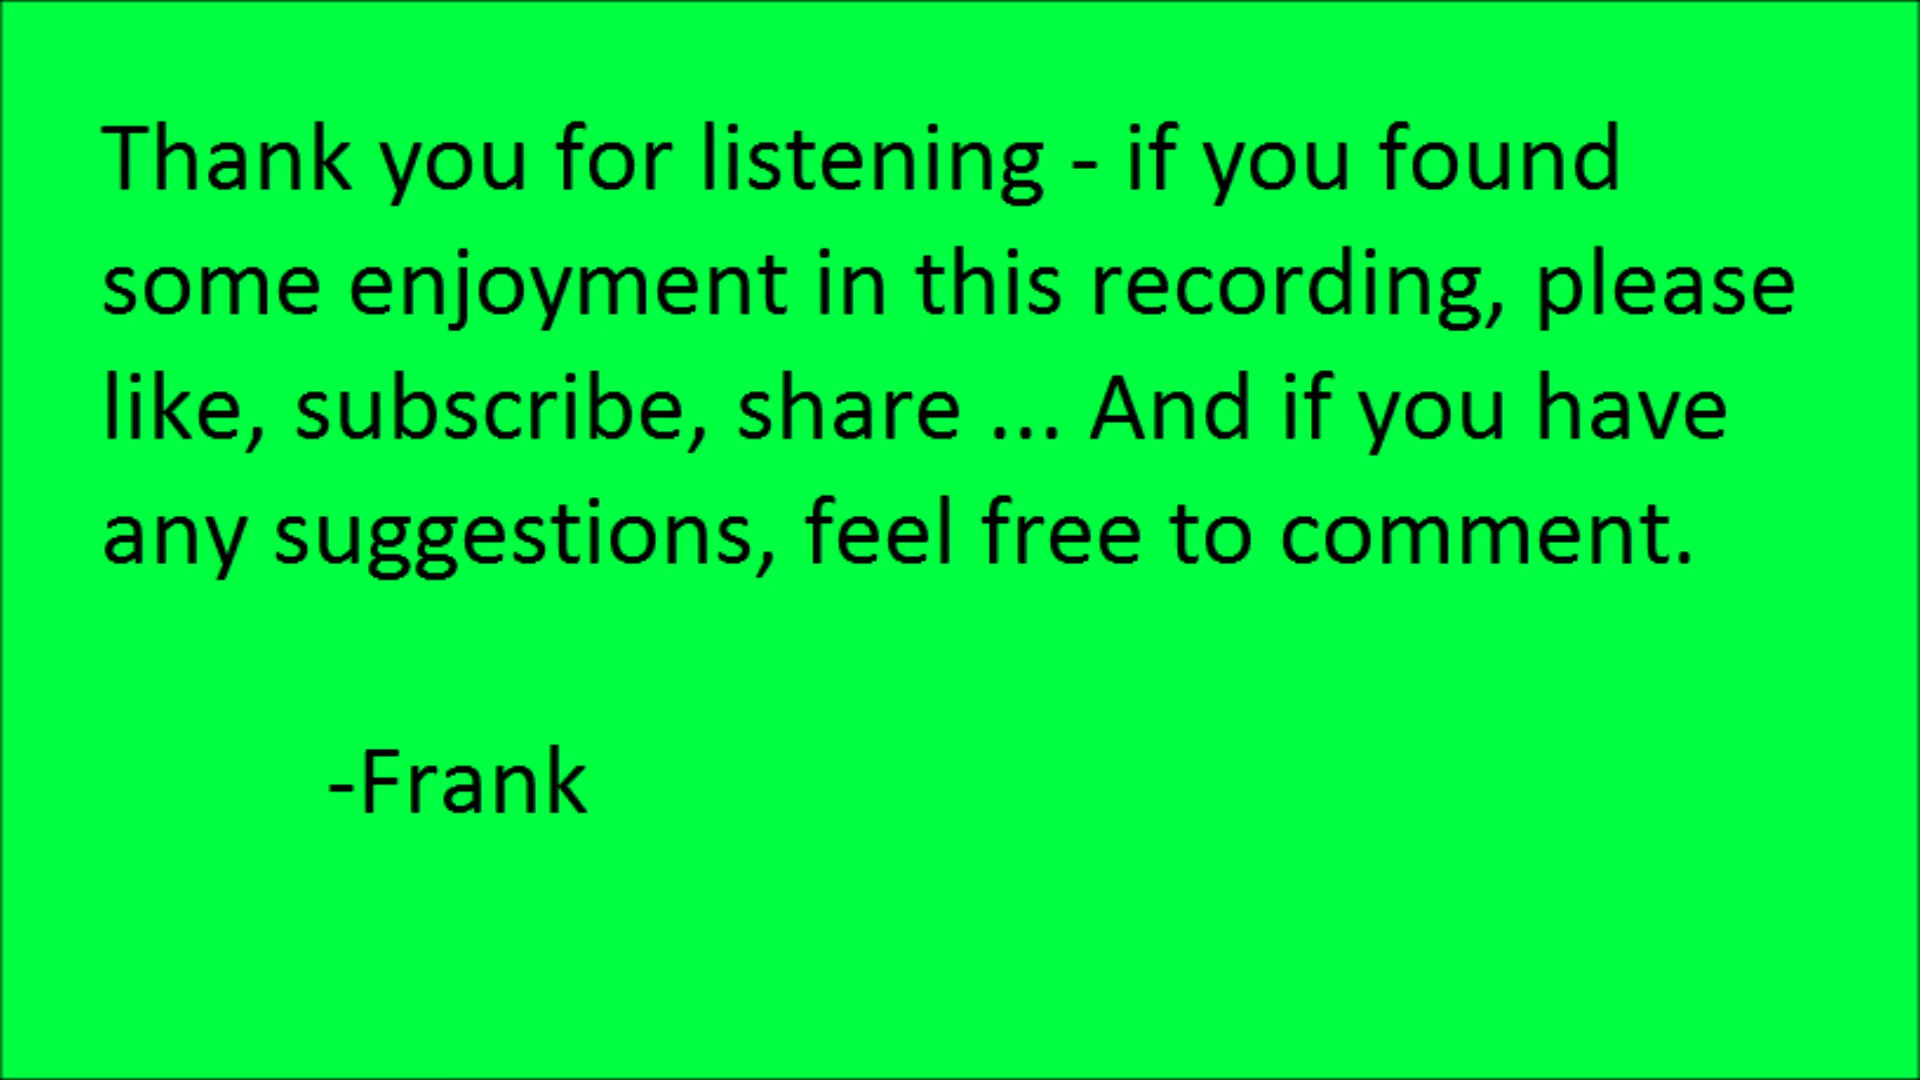 Thank you for listening - if you found
some enjoyment in this recording, please
like, subscribe, share ... And if you have
any suggestions, feel free to comment.
-Frank